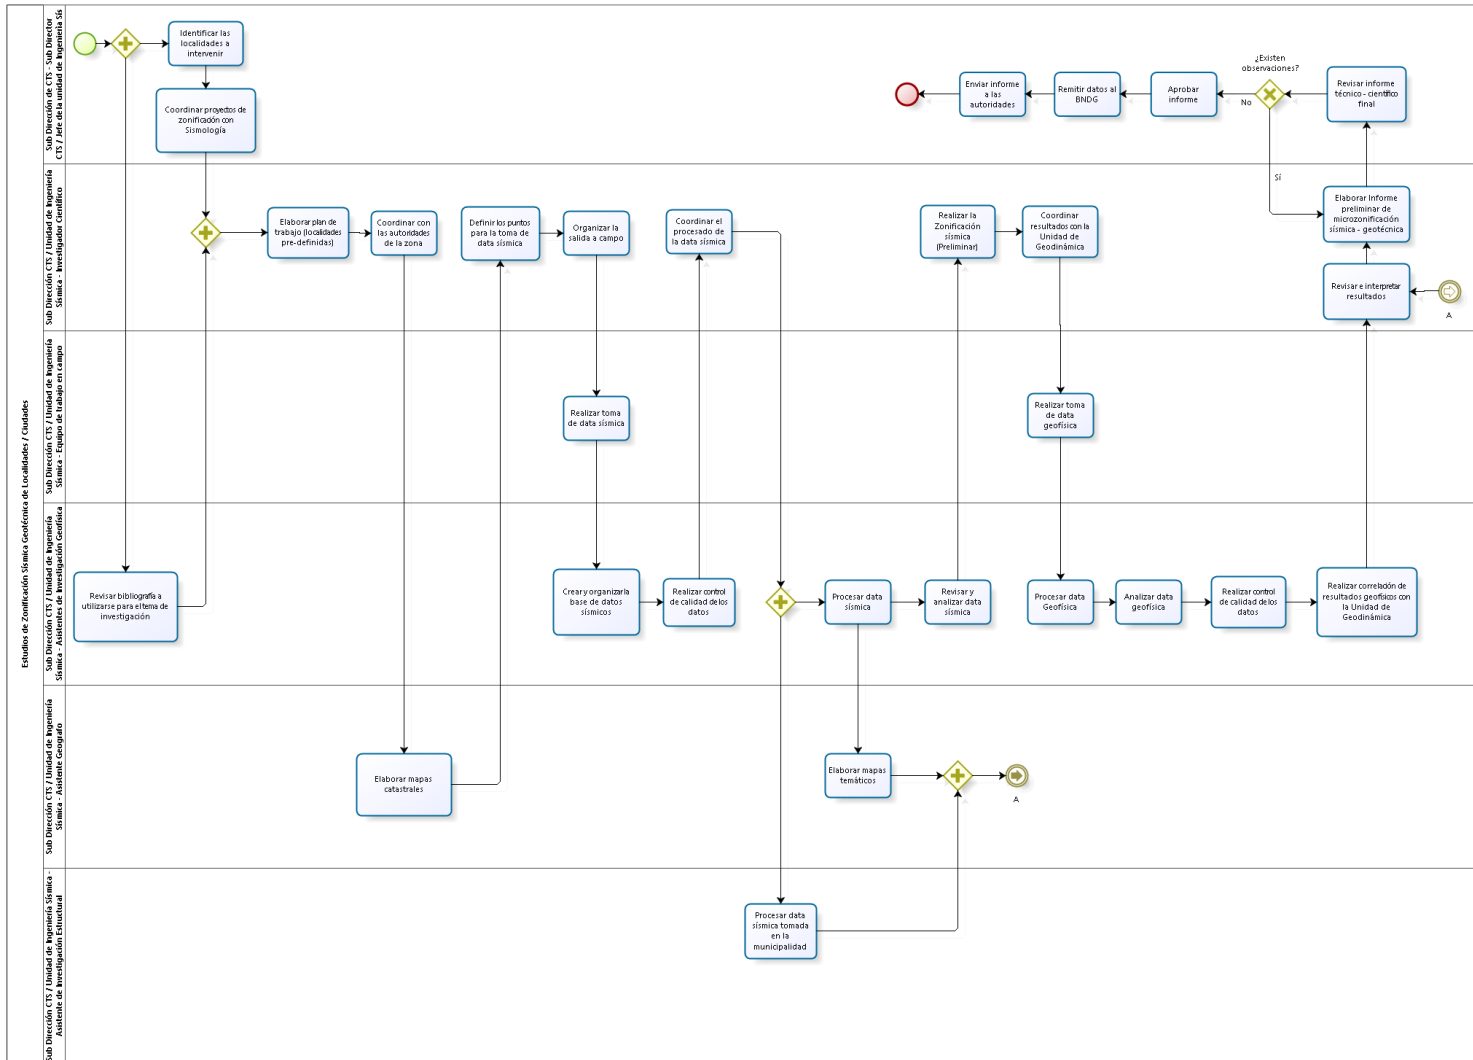 Estudios de Zonificación Sísmica Geotécnica de Localidades / Ciudades
Sub Dirección de CTS - Sub Director
CTS / Jefe de la unidad de Ingeniería Sís
Identificar las
localidades a
intervenir
Coordinar proyectos de
zonificación con
Sismología
Enviar informe
a las
autoridades
Remitir datos al
BNDG
Aprobar
informe
¿Existen
observaciones?
No
Sí
Revisar informe
técnico - científico
final
Sub Dirección CTS / Unidad de Ingeniería
Sísmica - Investigador Científico
Elaborar plan de
trabajo (localidades
pre-definidas)
Coordinar con
las autoridades
de la zona
Definir los puntos
para la toma de
data sísmica
Organizar la
salida a campo
Coordinar el
procesado de
la data sísmica
Realizar la
Zonificación
sísmica
(Preliminar)
Coordinar
resultados con la
Unidad de
Geodinámica
Elaborar Informe
preliminar de
microzonificación
sísmica - geotécnica
Revisar e interpretar
resultados
A
Sub Dirección CTS / Unidad de Ingeniería
Sísmica - Equipo de trabajo en campo
Realizar toma
de data sísmica
Realizar toma
de data
geofísica
Sub Dirección CTS / Unidad de Ingeniería
Sísmica - Asistentes de Investigación Geofísica
Revisar bibliografía a
utilizarse para el tema de
investigación
Crear y organizar la
base de datos
sísmicos
Realizar control
de calidad de los
datos
Procesar data
sísmica
Revisar y
analizar data
sísmica
Procesar data
Geofísica
Analizar data
geofísica
Realizar control
de calidad de los
datos
Realizar correlación de
resultados geofísicos con
la Unidad de
Geodinámica
Sub Dirección CTS / Unidad de Ingeniería
Sísmica - Asistente Geografo
Elaborar mapas
catastrales
Elaborar mapas
temáticos
A
Sub Dirección CTS / Unidad de Ingeniería Sísmica -
Asistente de Investigación Estructural
Procesar data
sísmica tomada
en la
municipalidad